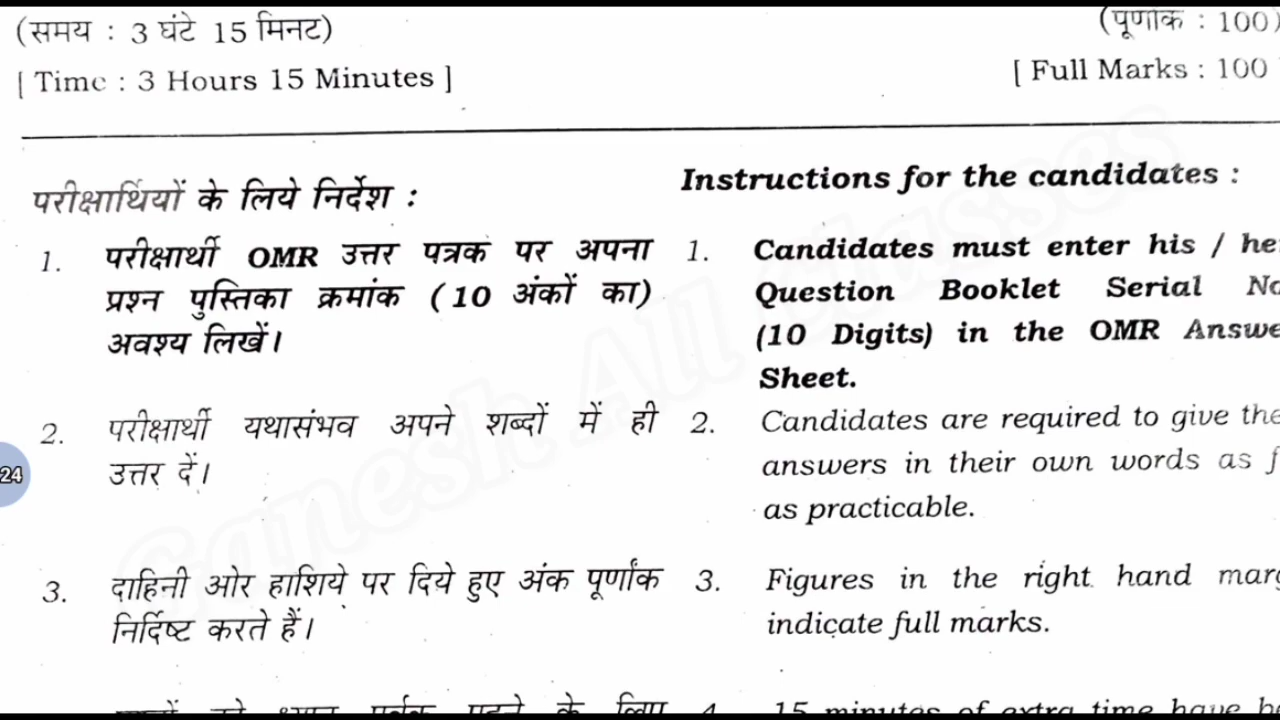 (समय : 3 घंटे 15 मिनट)
(पूर्णांक : 100)
[ Time : 3 Hours 15 Minutes ]
[ Full Marks : 100
परीक्षार्थियों के लिये निर्देश :
1. परीक्षार्थी OMR उत्तर पत्रक पर अपना
प्रश्न पुस्तिका क्रमांक ( 10 अंकों का)
अवश्य लिखें।
2. परीक्षार्थी यथासंभव अपने शब्दों में ही
उत्तर दें।
3. दाहिनी ओर हाशिये पर दिये हुए अंक पूर्णांक
निर्दिष्ट करते हैं।
Instructions for the candidates :
1. Candidates must enter his / he
Question Booklet Serial No
(10 Digits) in the OMR Answe
Sheet.
2. Candidates are required to give the
answers in their own words as f
as practicable.
3. Figures in the right hand marg
indicate full marks.
4. 15 minutes of extra time have be
Ganesh All Classes
24